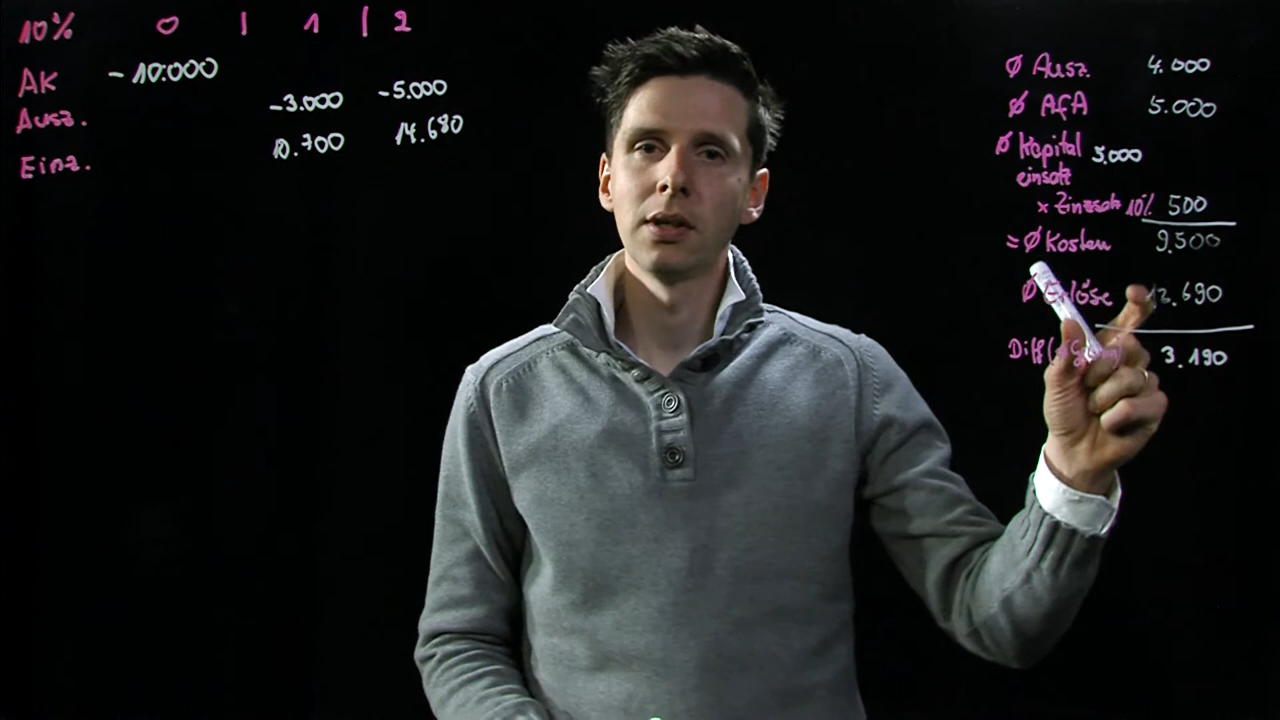 10% 0 | 1 | 2
AK - 10.000
Ausz. -3.000 -5.000
Einz. 10.700 14.680
Ø Ausz. 4.000
Ø AfA 5.000
Ø Kapital 5,000
einsatz
x Zinssatz 10% 500
= Ø Kosten 9.500
Ø Erlöse 12.690
Diff ( 3.190